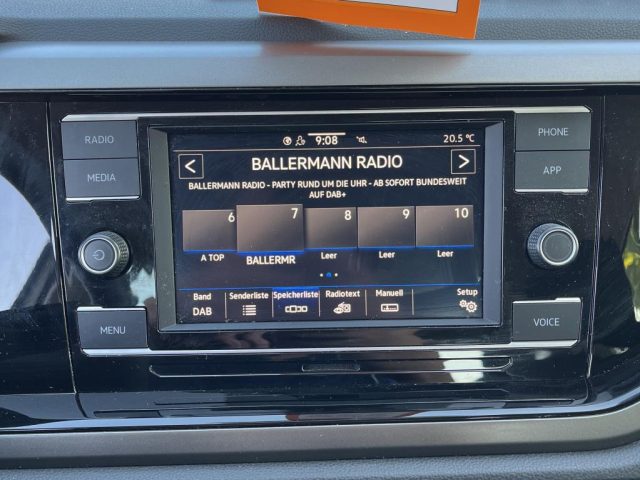 RADIO
MEDIA
MENU
PHONE
APP
VOICE
9:08
20.5 °C
<
BALLERMANN RADIO
>
BALLERMANN RADIO - PARTY RUND UM DIE UHR - AB SOFORT BUNDESWEIT
AUF DAB+
6 7 8 9 10
A TOP BALLERMR Leer Leer Leer
Band Senderliste Speicherliste Radiotext Manuell Setup
DAB